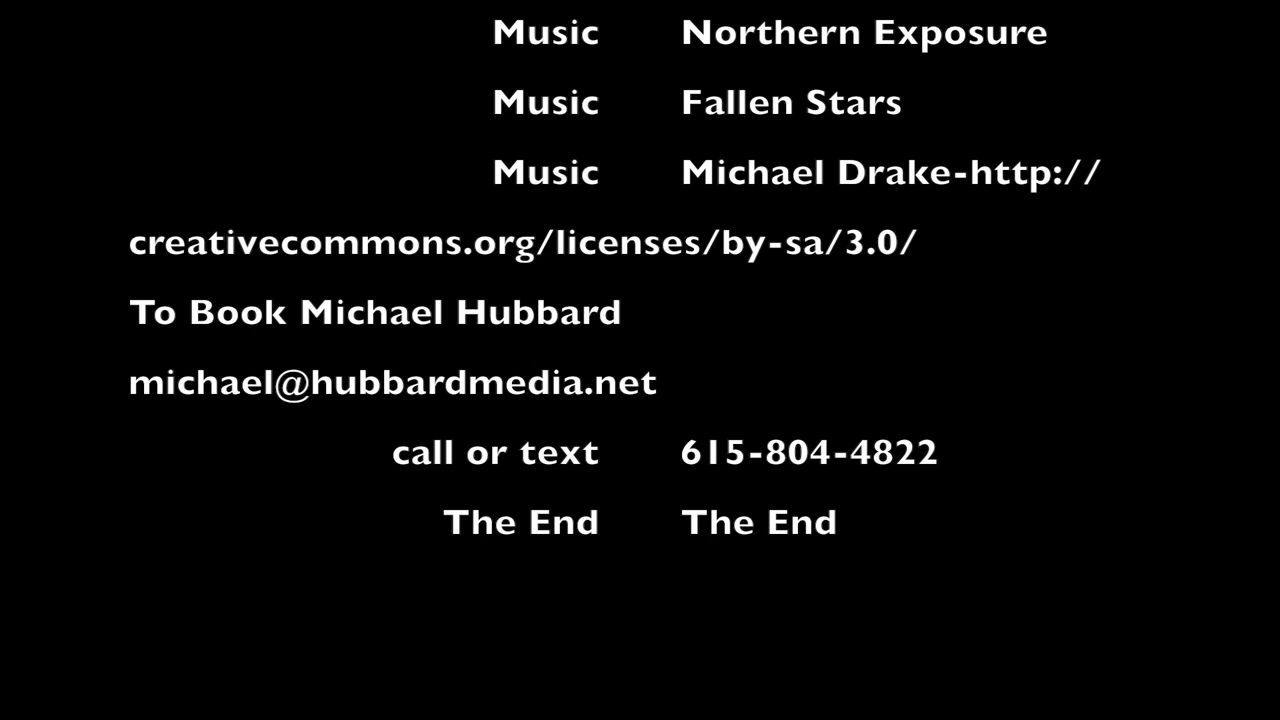 Music Northern Exposure
Music Fallen Stars
Music Michael Drake-http://
creativecommons.org/licenses/by-sa/3.0/
To Book Michael Hubbard
michael@hubbardmedia.net
call or text 615-804-4822
The End The End